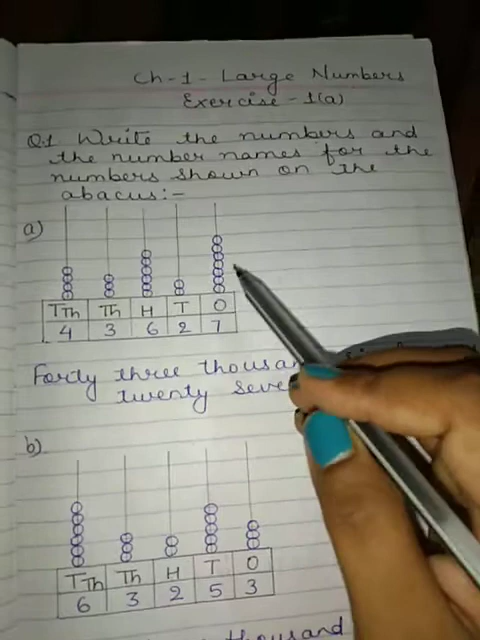 Ch-1- Large Numbers
Exercise - 1(a)
Q1 Write the numbers and
the number names for the
numbers shown on the
abacus:-
a)
TTh Th H T O
4 3 6 2 7
Forty three thousan
twenty seve
b)
TTh Th H T O
6 3 2 5 3
thousand